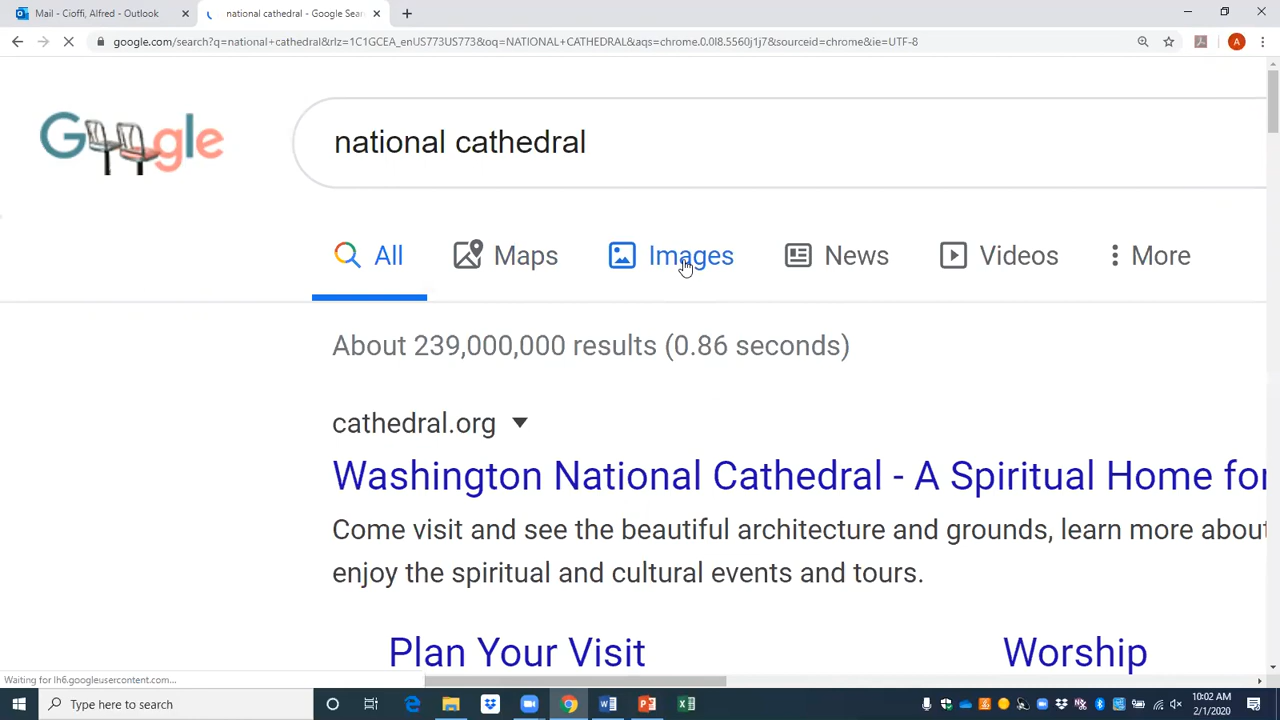 Mail - Cioffi, Alfred - Outlook
national cathedral - Google Sear
google.com/search?q=national+cathedral&rlz=1C1GCEA_enUS773US773&oq=NATIONAL+CATHEDRAL&aqs=chrome.0.0l8.5560j1j7&sourceid=chrome&ie=UTF-8
A
Google
national cathedral
All
Maps
Images
News
Videos
More
About 239,000,000 results (0.86 seconds)
cathedral.org
Washington National Cathedral - A Spiritual Home for
Come visit and see the beautiful architecture and grounds, learn more about
enjoy the spiritual and cultural events and tours.
Plan Your Visit
Worship
Waiting for lh6.googleusercontent.com...
Type here to search
10:02 AM
2/1/2020